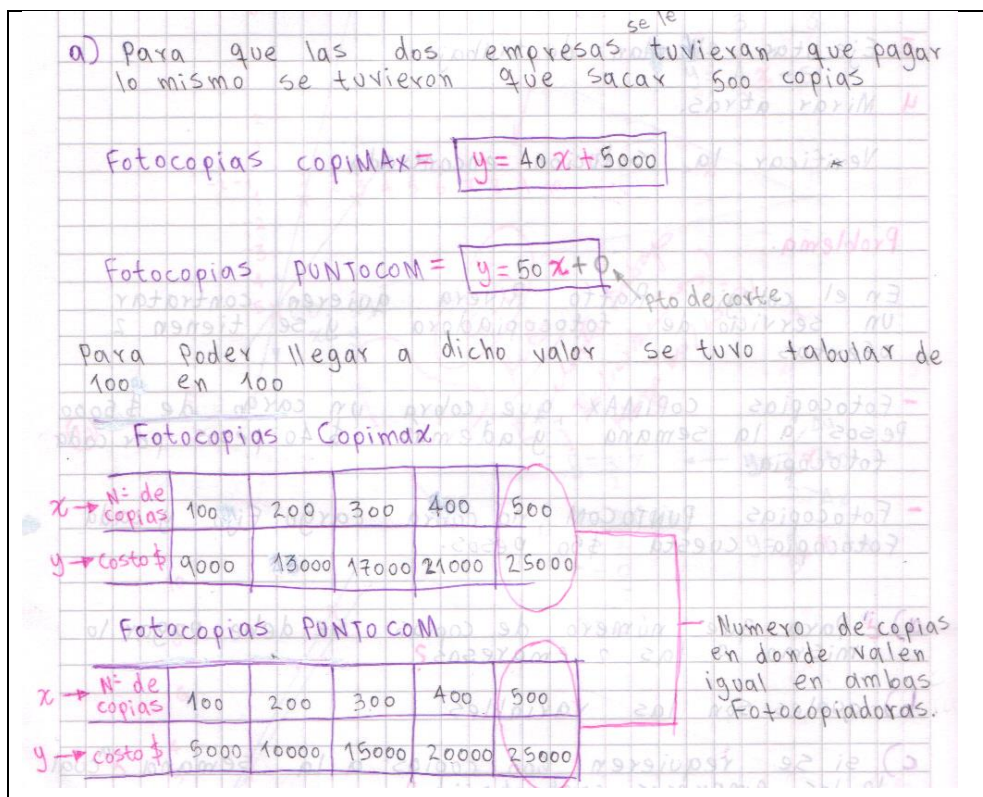 se le
a) Para que las dos empresas tuvieran que pagar
lo mismo se tuvieron que sacar 500 copias
Fotocopias copiMAx = y = 40x + 5000
Fotocopias PUNTOCOM = y = 50x + 0
pto de corte
Para Poder llegar a dicho valor se tuvo tabular de
100 en 100
Fotocopias Copimax
x → Nº de copias 100 200 300 400 500
y → costo $ 9000 13000 17000 21000 25000
Fotocopias PUNTO COM
x → Nº de copias 100 200 300 400 500
y → costo $ 5000 10000 15000 20000 25000
Numero de copias
en donde valen
igual en ambas
Fotocopiadoras.